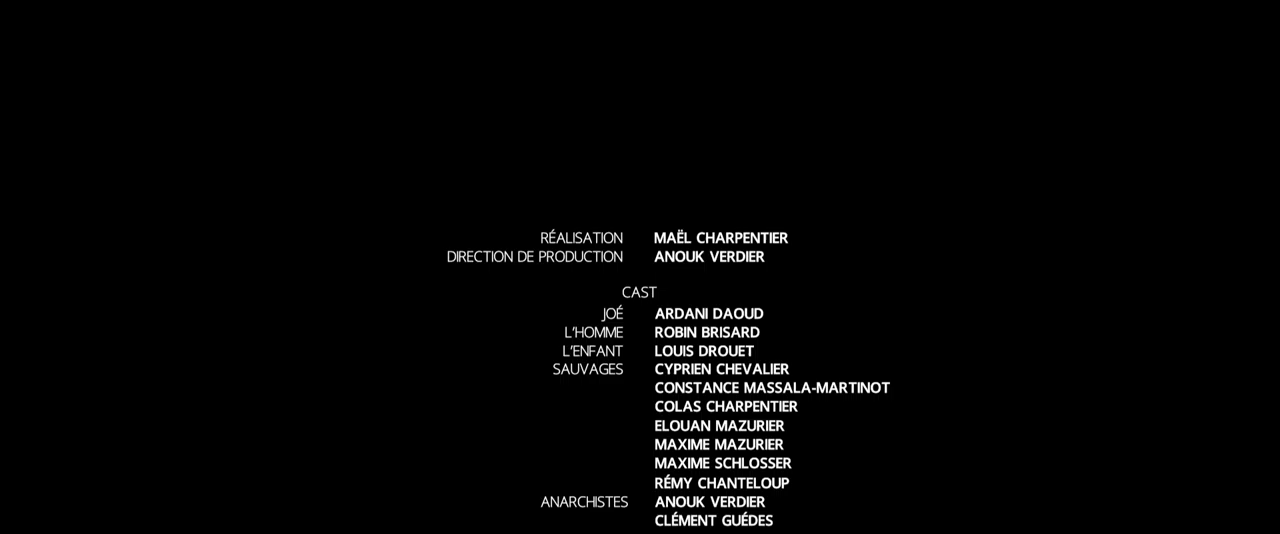 RÉALISATION MAËL CHARPENTIER
DIRECTION DE PRODUCTION ANOUK VERDIER
CAST
JOÉ ARDANI DAOUD
L'HOMME ROBIN BRISARD
L'ENFANT LOUIS DROUET
SAUVAGES CYPRIEN CHEVALIER
CONSTANCE MASSALA-MARTINOT
COLAS CHARPENTIER
ELOUAN MAZURIER
MAXIME MAZURIER
MAXIME SCHLOSSER
RÉMY CHANTELOUP
ANARCHISTES ANOUK VERDIER
CLÉMENT GUÉDES